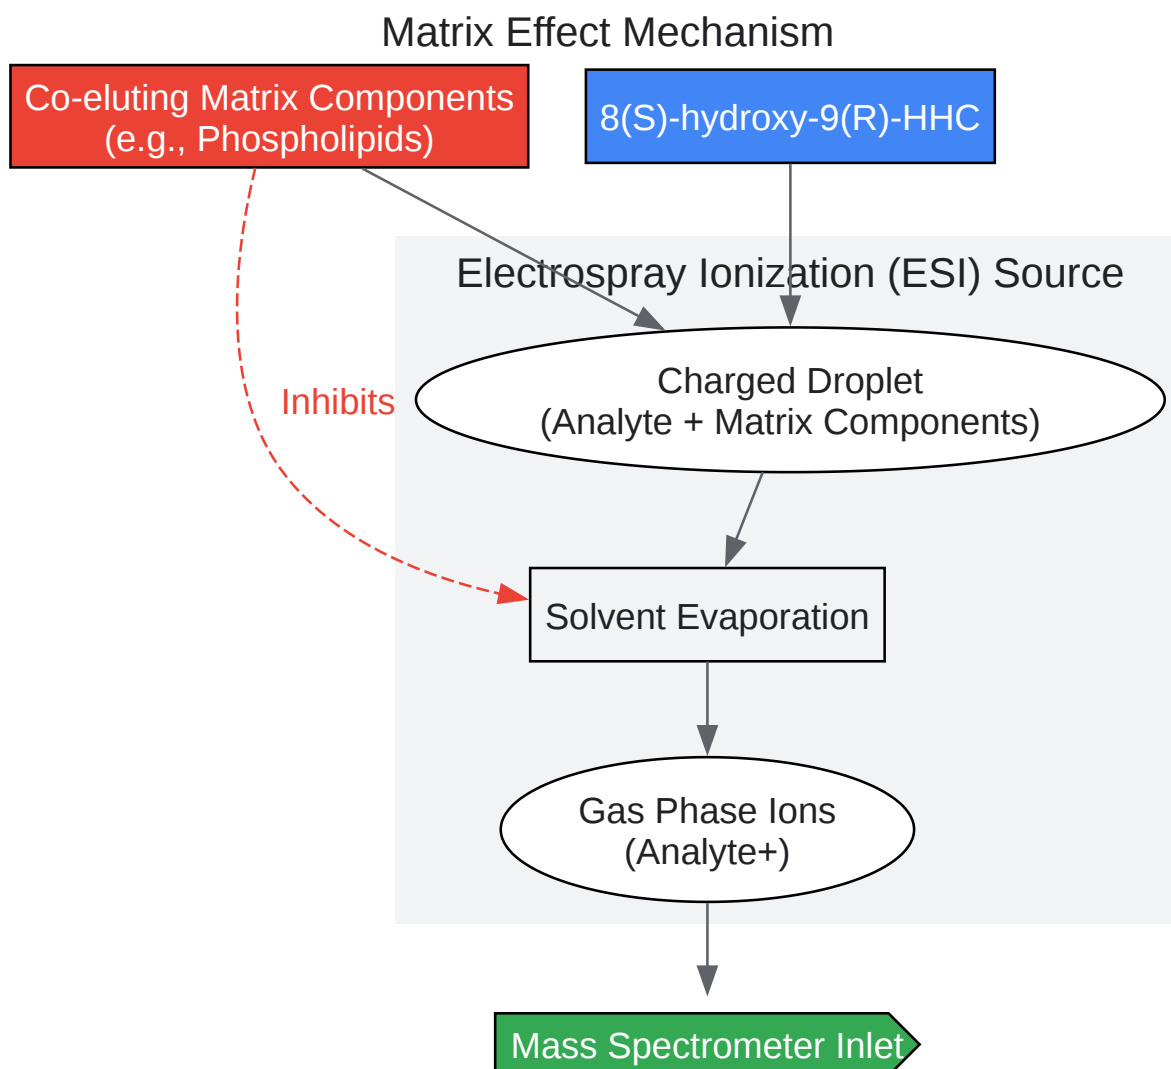 Matrix Effect Mechanism
Co-eluting Matrix Components
(e.g., Phospholipids)
8(S)-hydroxy-9(R)-HHC
Electrospray Ionization (ESI) Source
Charged Droplet
(Analyte + Matrix Components)
Inhibits
Solvent Evaporation
Gas Phase Ions
(Analyte+)
Mass Spectrometer Inlet